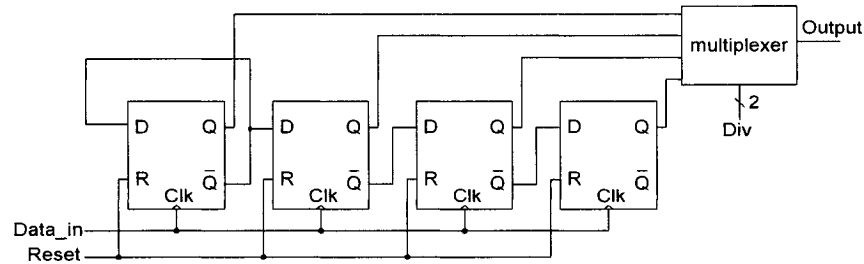 Output
multiplexer
2
Div
D Q D Q D Q D Q
R Q̅ R Q̅ R Q̅ R Q̅
Clk Clk Clk Clk
Data_in
Reset